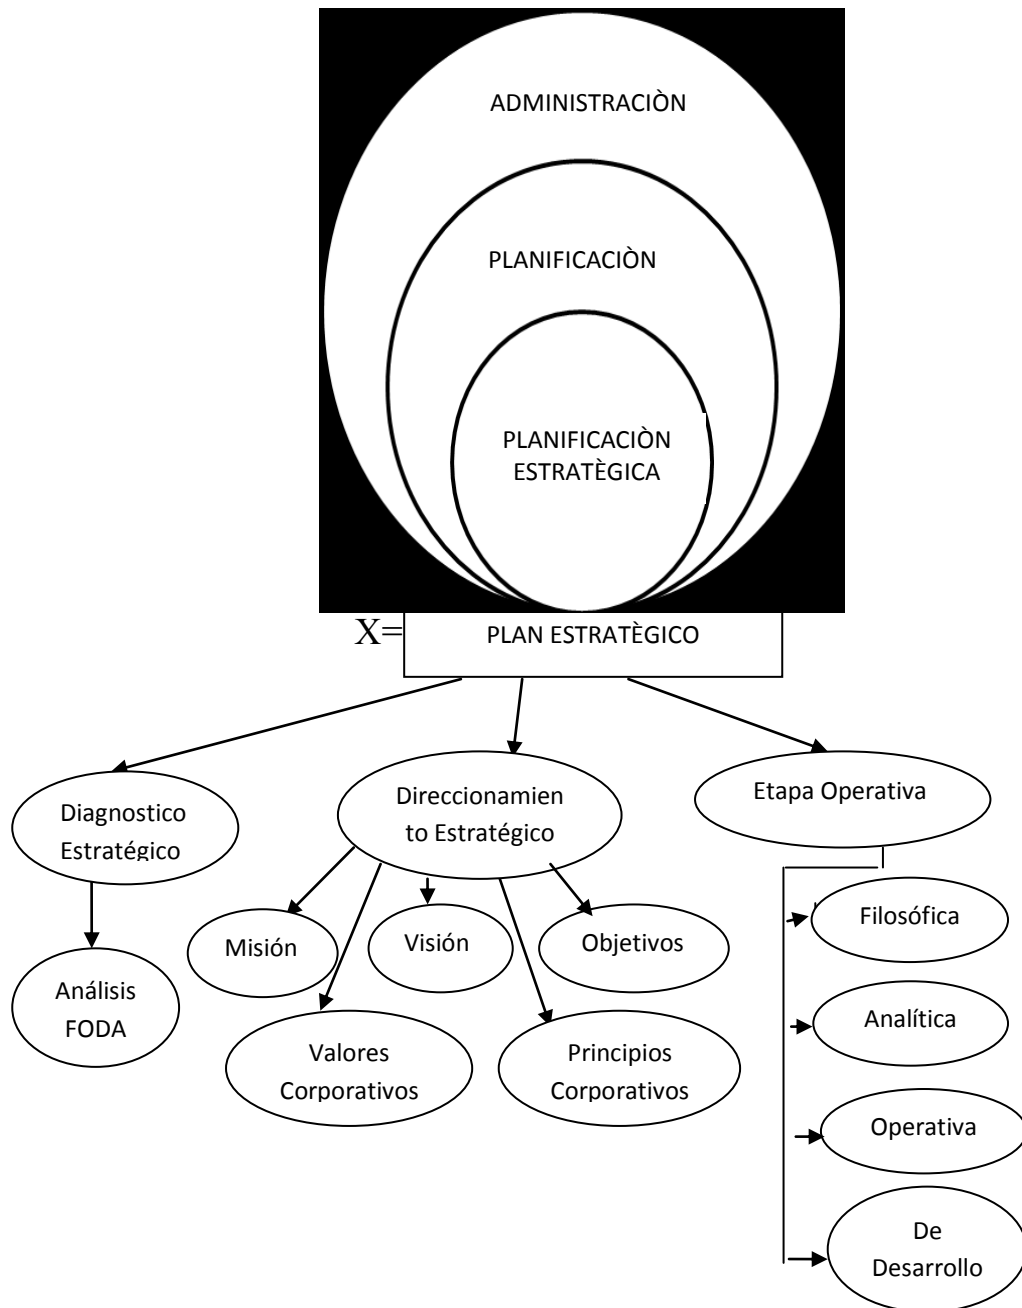 ADMINISTRACIÒN
PLANIFICACIÒN
PLANIFICACIÒN
ESTRATÈGICA
X=
PLAN ESTRATÈGICO
Diagnostico
Estratégico
Direccionamien
to Estratégico
Etapa Operativa
Análisis
FODA
Misión
Visión
Objetivos
Valores
Corporativos
Principios
Corporativos
Filosófica
Analítica
Operativa
De
Desarrollo